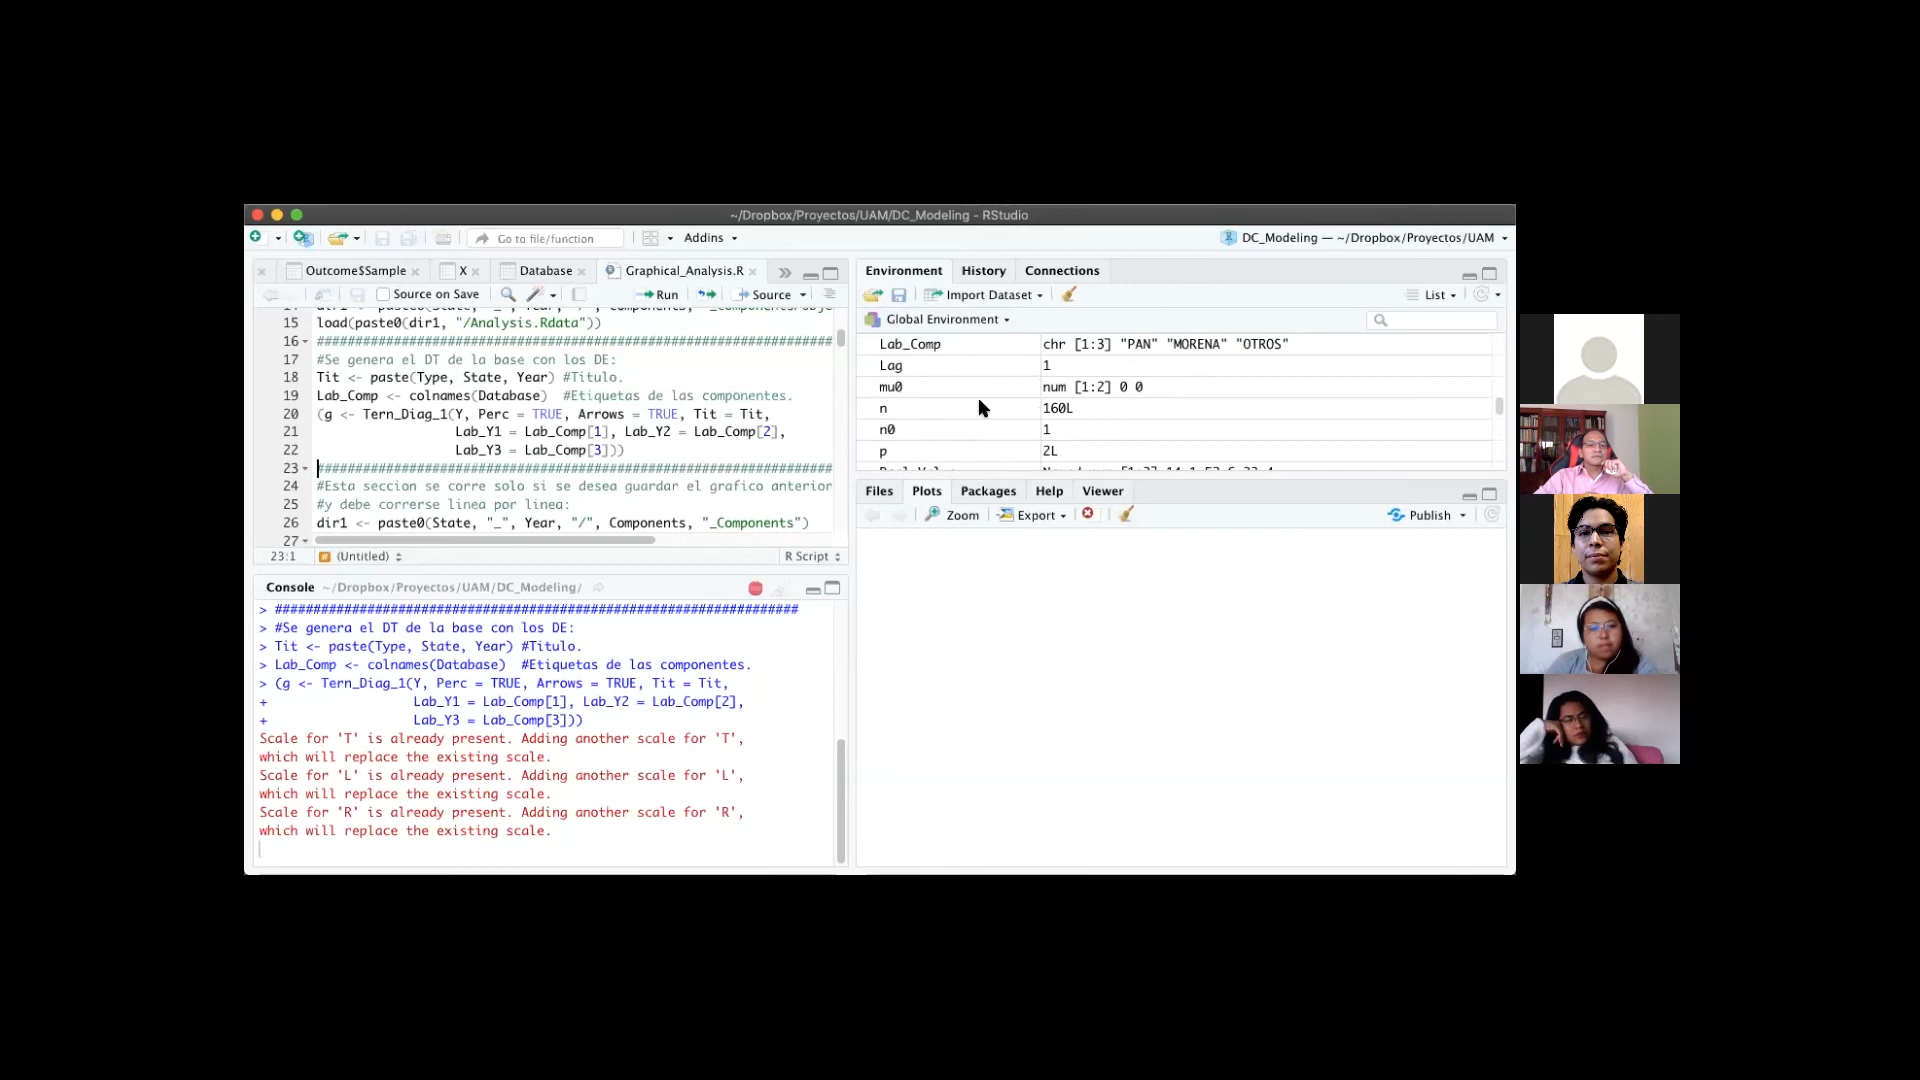 ~/Dropbox/Proyectos/UAM/DC_Modeling - RStudio
Go to file/function
Addins
DC_Modeling — ~/Dropbox/Proyectos/UAM
Outcome$Sample
X
Database
Graphical_Analysis.R
Source on Save
Run
Source
15 load(paste0(dir1, "/Analysis.Rdata"))
16 ###################################################################
17 #Se genera el DT de la base con los DE:
18 Tit <- paste(Type, State, Year) #Titulo.
19 Lab_Comp <- colnames(Database)  #Etiquetas de las componentes.
20 (g <- Tern_Diag_1(Y, Perc = TRUE, Arrows = TRUE, Tit = Tit,
21 Lab_Y1 = Lab_Comp[1], Lab_Y2 = Lab_Comp[2],
22 Lab_Y3 = Lab_Comp[3]))
23 ###################################################################
24 #Esta seccion se corre solo si se desea guardar el grafico anterior
25 #y debe correrse linea por linea:
26 dir1 <- paste0(State, "_", Year, "/", Components, "_Components")
27
23:1
(Untitled)
R Script
Console ~/Dropbox/Proyectos/UAM/DC_Modeling/
> ####################################################################
> #Se genera el DT de la base con los DE:
> Tit <- paste(Type, State, Year) #Titulo.
> Lab_Comp <- colnames(Database)  #Etiquetas de las componentes.
> (g <- Tern_Diag_1(Y, Perc = TRUE, Arrows = TRUE, Tit = Tit,
+ Lab_Y1 = Lab_Comp[1], Lab_Y2 = Lab_Comp[2],
+ Lab_Y3 = Lab_Comp[3]))
Scale for 'T' is already present. Adding another scale for 'T',
which will replace the existing scale.
Scale for 'L' is already present. Adding another scale for 'L',
which will replace the existing scale.
Scale for 'R' is already present. Adding another scale for 'R',
which will replace the existing scale.
Environment History Connections
Import Dataset
List
Global Environment
Lab_Comp chr [1:3] "PAN" "MORENA" "OTROS"
Lag 1
mu0 num [1:2] 0 0
n 160L
n0 1
p 2L
Files Plots Packages Help Viewer
Zoom Export Publish